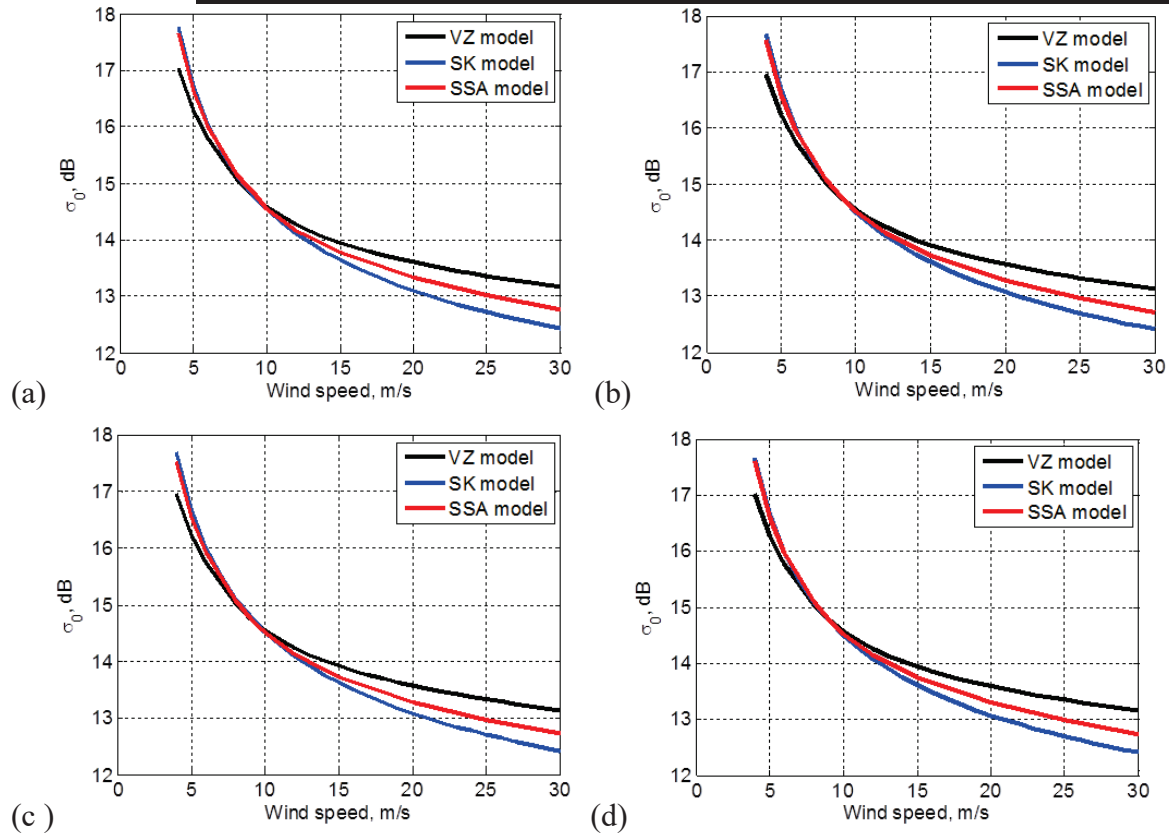 18
17
16
15
14
13
12
σ0, dB
VZ model
SK model
SSA model
0 5 10 15 20 25 30
Wind speed, m/s
(a)
18
17
16
15
14
13
12
σ0, dB
VZ model
SK model
SSA model
0 5 10 15 20 25 30
Wind speed, m/s
(b)
18
17
16
15
14
13
12
σ0, dB
VZ model
SK model
SSA model
0 5 10 15 20 25 30
Wind speed, m/s
(c )
18
17
16
15
14
13
12
σ0, dB
VZ model
SK model
SSA model
0 5 10 15 20 25 30
Wind speed, m/s
(d)